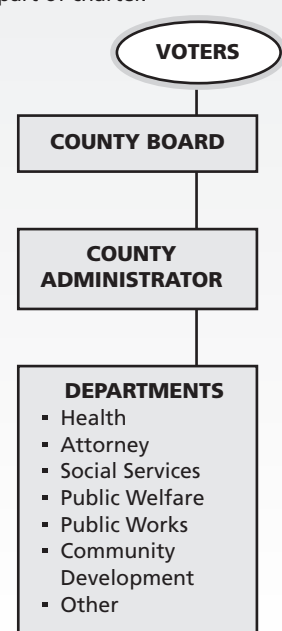 part of charter.
VOTERS
COUNTY BOARD
COUNTY
ADMINISTRATOR
DEPARTMENTS
▪ Health
▪ Attorney
▪ Social Services
▪ Public Welfare
▪ Public Works
▪ Community
Development
▪ Other